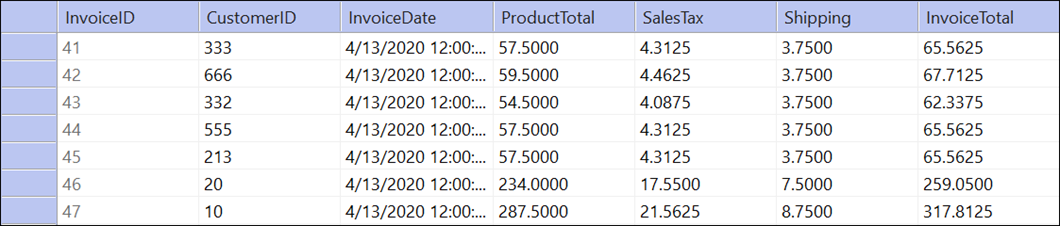 InvoiceID CustomerID InvoiceDate ProductTotal SalesTax Shipping InvoiceTotal
41 333 4/13/2020 12:00:... 57.5000 4.3125 3.7500 65.5625
42 666 4/13/2020 12:00:... 59.5000 4.4625 3.7500 67.7125
43 332 4/13/2020 12:00:... 54.5000 4.0875 3.7500 62.3375
44 555 4/13/2020 12:00:... 57.5000 4.3125 3.7500 65.5625
45 213 4/13/2020 12:00:... 57.5000 4.3125 3.7500 65.5625
46 20 4/13/2020 12:00:... 234.0000 17.5500 7.5000 259.0500
47 10 4/13/2020 12:00:... 287.5000 21.5625 8.7500 317.8125